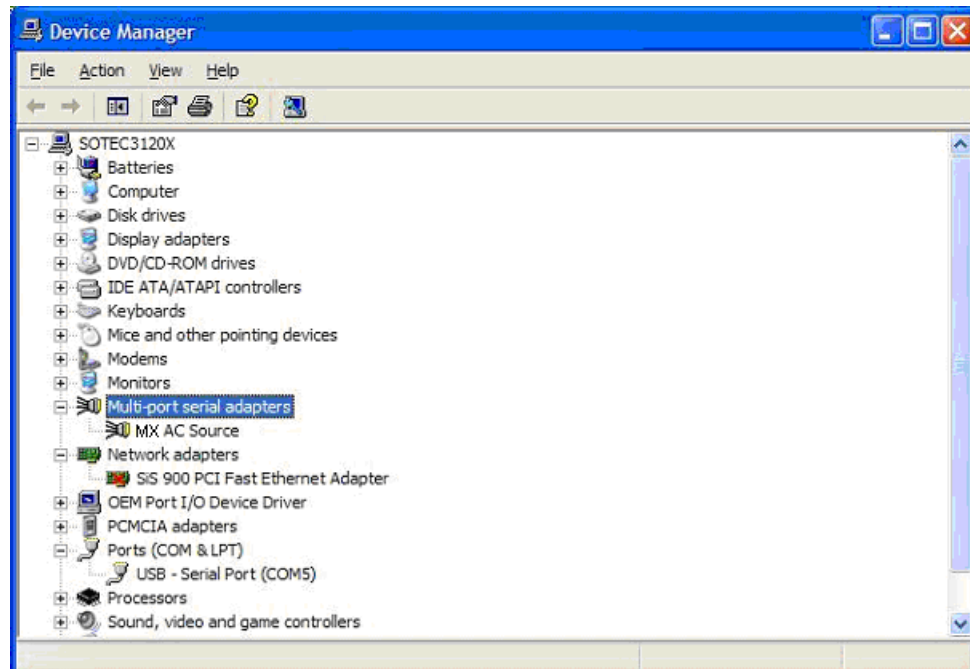 Device Manager
File Action View Help
SOTEC3120X
Batteries
Computer
Disk drives
Display adapters
DVD/CD-ROM drives
IDE ATA/ATAPI controllers
Keyboards
Mice and other pointing devices
Modems
Monitors
Multi-port serial adapters
MX AC Source
Network adapters
SiS 900 PCI Fast Ethernet Adapter
OEM Port I/O Device Driver
PCMCIA adapters
Ports (COM & LPT)
USB - Serial Port (COM5)
Processors
Sound, video and game controllers